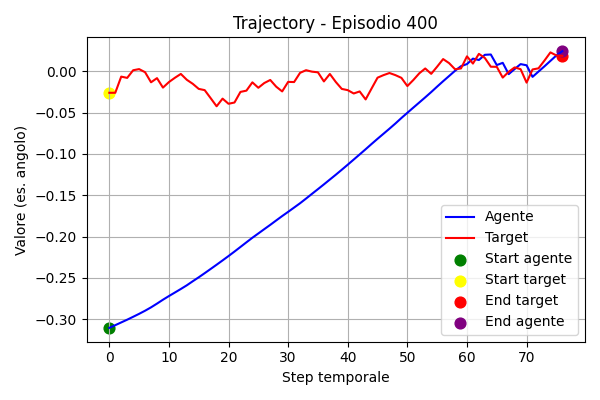 Trajectory - Episodio 400
Valore (es. angolo)
0.00
−0.05
−0.10
−0.15
−0.20
−0.25
−0.30
Agente
Target
Start agente
Start target
End target
End agente
0 10 20 30 40 50 60 70
Step temporale